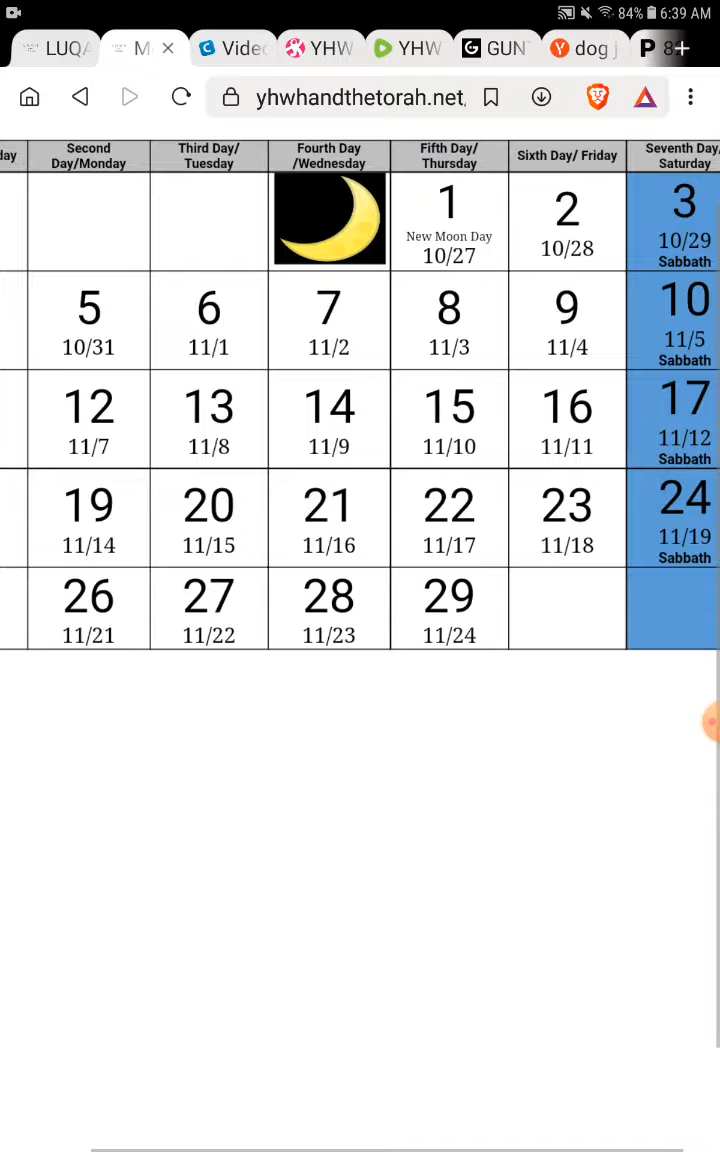 84% 6:39 AM
LUQA M Vide YHW YHW GUN dog j P 8
yhwhandthetorah.net
day Second Day/Monday Third Day/ Tuesday Fourth Day /Wednesday Fifth Day/ Thursday Sixth Day/ Friday Seventh Day/ Saturday
1 2 3
New Moon Day
10/27 10/28 10/29
Sabbath
5 6 7 8 9 10
10/31 11/1 11/2 11/3 11/4 11/5
Sabbath
12 13 14 15 16 17
11/7 11/8 11/9 11/10 11/11 11/12
Sabbath
19 20 21 22 23 24
11/14 11/15 11/16 11/17 11/18 11/19
Sabbath
26 27 28 29
11/21 11/22 11/23 11/24